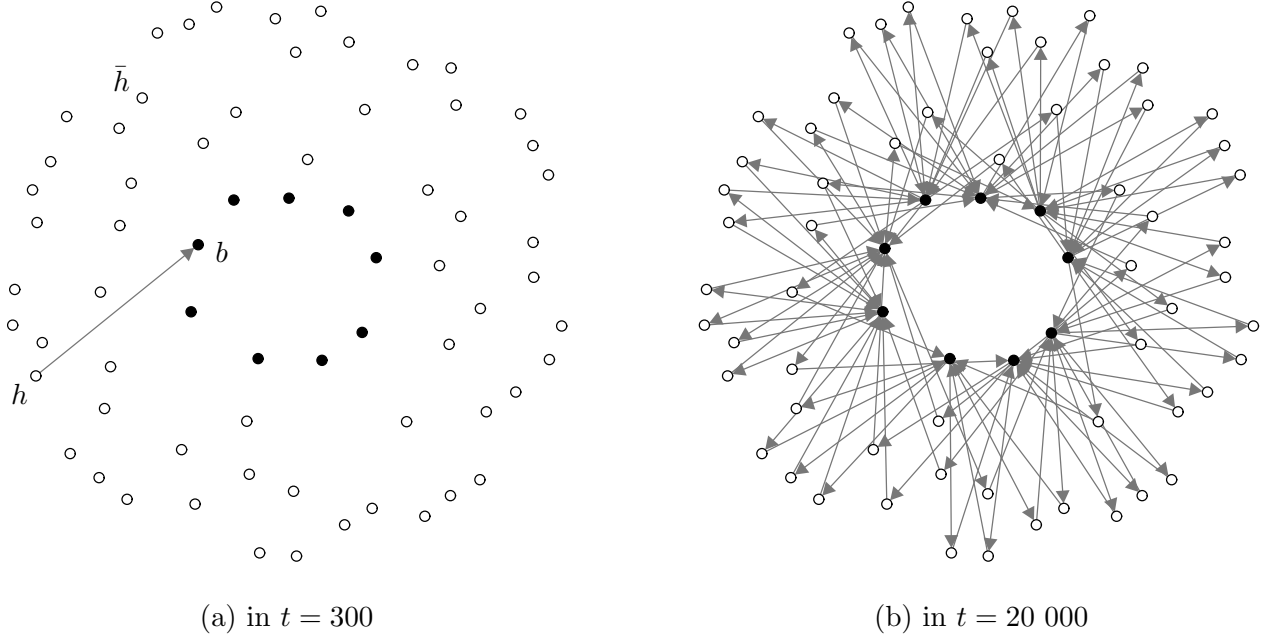 h̄
b
h
(a) in t = 300
(b) in t = 20 000